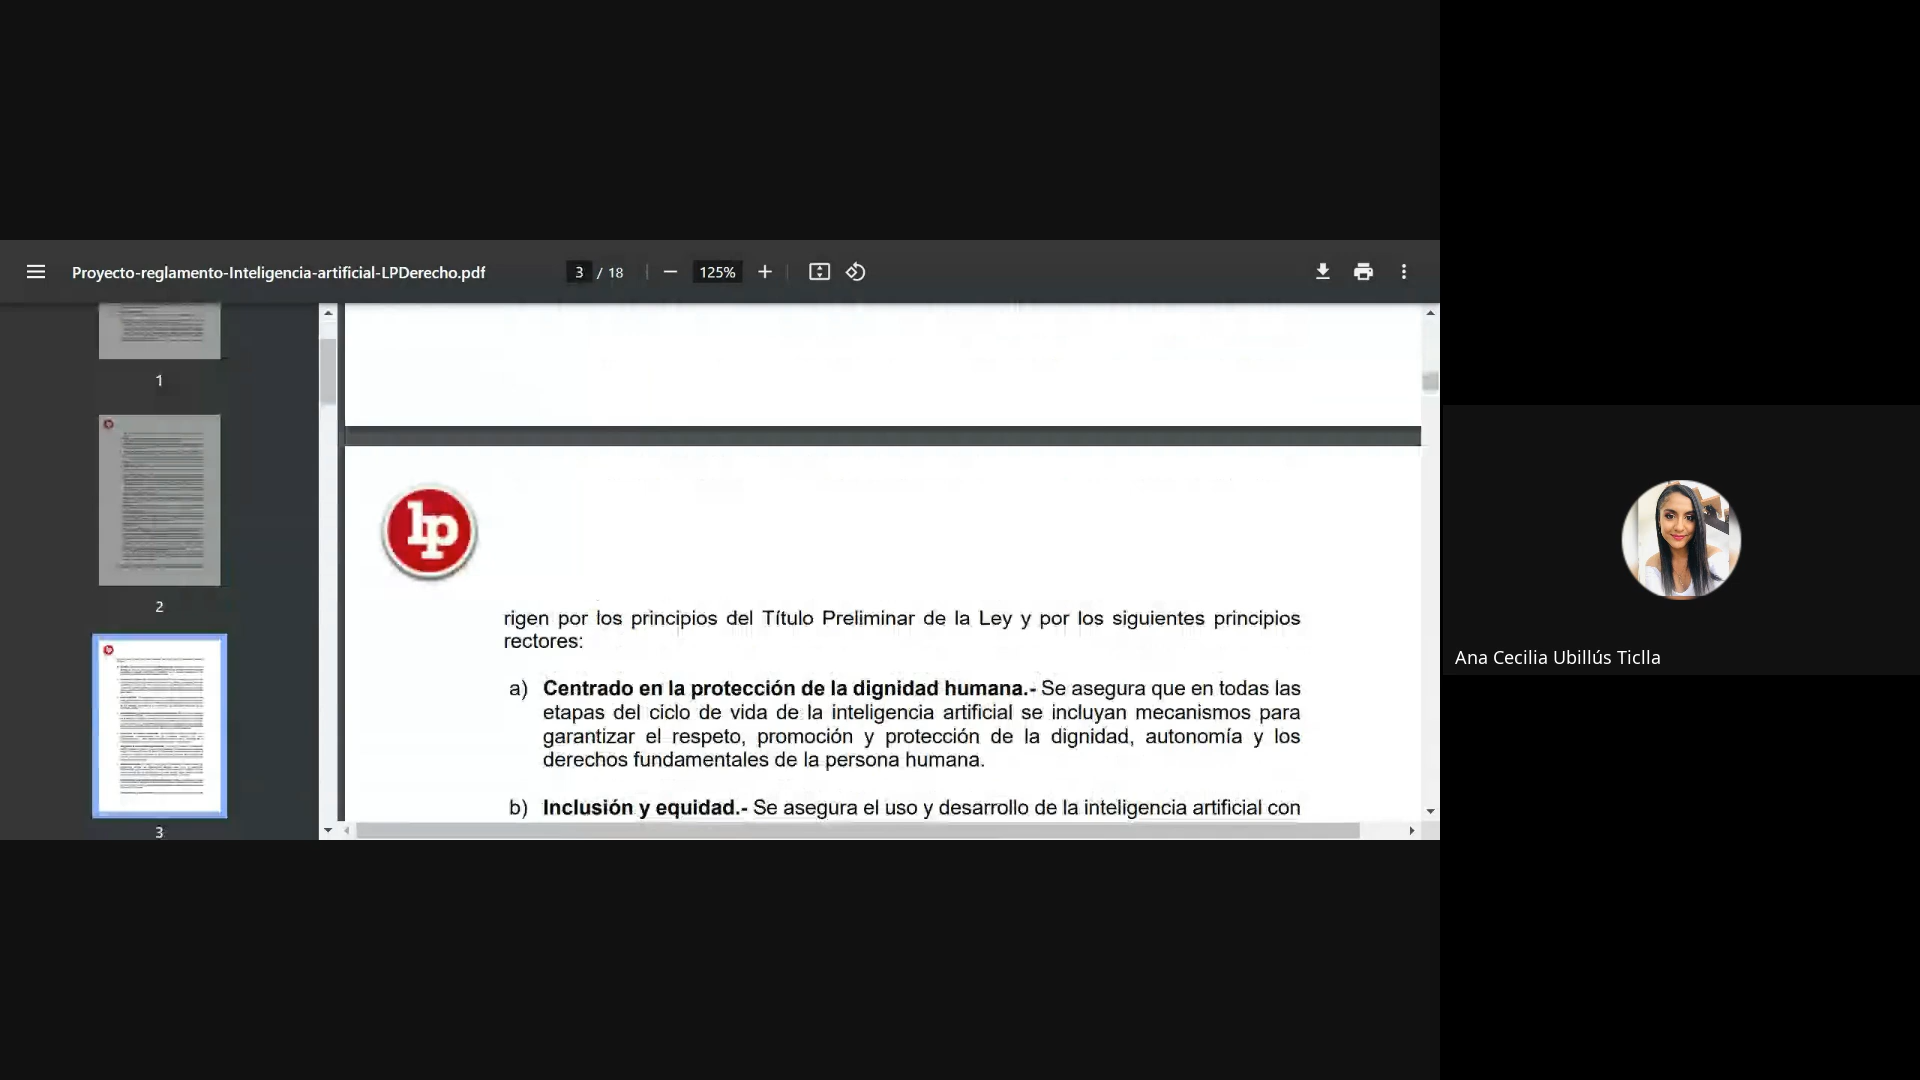 Proyecto-reglamento-Inteligencia-artificial-LPDerecho.pdf
3 / 18
125%
1
2
3
lp
rigen por los principios del Título Preliminar de la Ley y por los siguientes principios
rectores:
a) Centrado en la protección de la dignidad humana.- Se asegura que en todas las
etapas del ciclo de vida de la inteligencia artificial se incluyan mecanismos para
garantizar el respeto, promoción y protección de la dignidad, autonomía y los
derechos fundamentales de la persona humana.
b) Inclusión y equidad.- Se asegura el uso y desarrollo de la inteligencia artificial con
Ana Cecilia Ubillús Ticlla